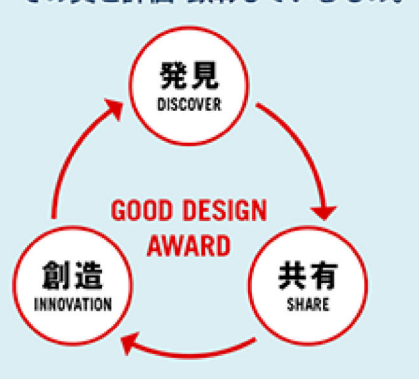 発見
DISCOVER
GOOD DESIGN
AWARD
創造
INNOVATION
共有
SHARE